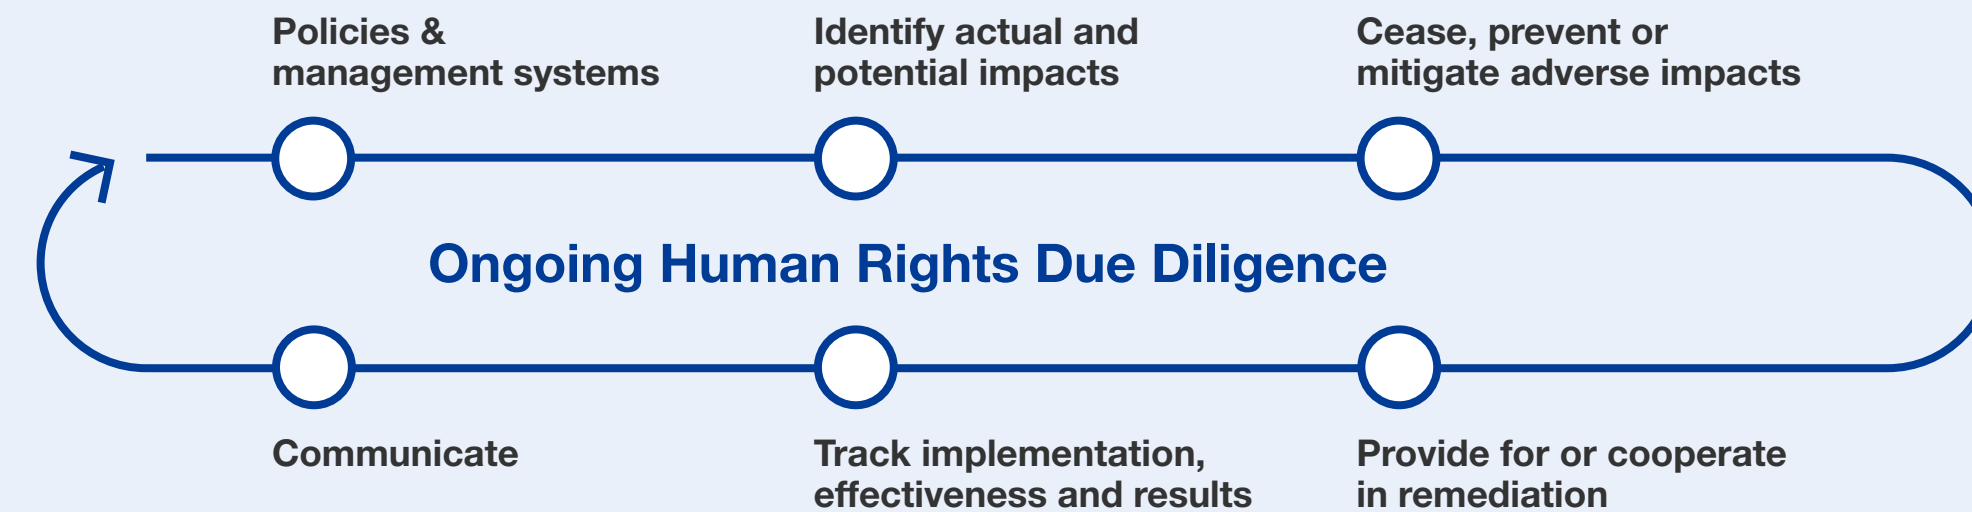 Policies &
management systems
Identify actual and
potential impacts
Cease, prevent or
mitigate adverse impacts
Ongoing Human Rights Due Diligence
Communicate
Track implementation,
effectiveness and results
Provide for or cooperate
in remediation